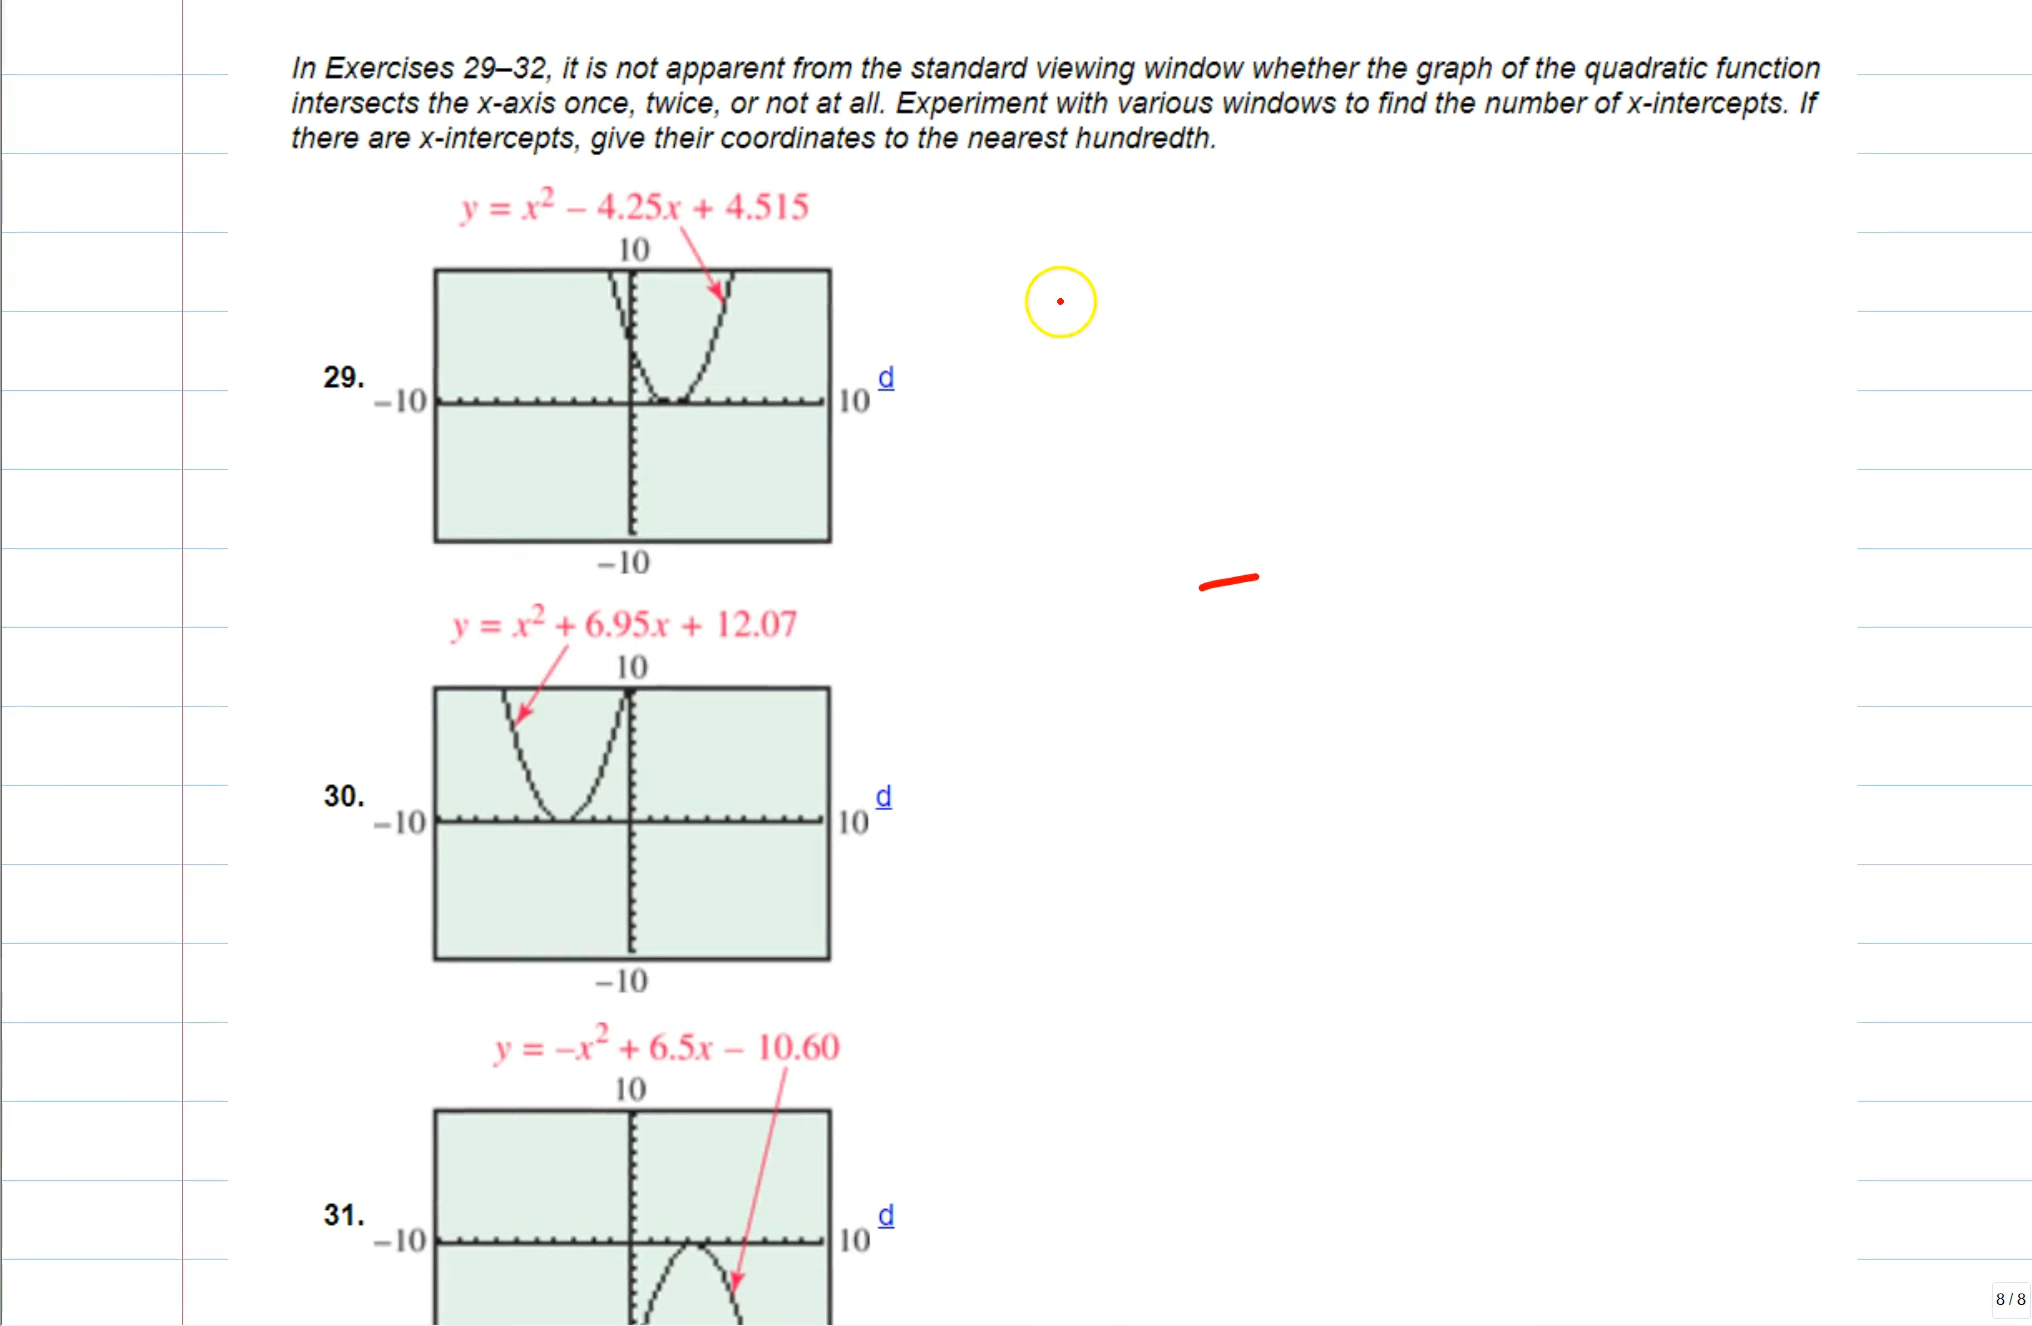 In Exercises 29–32, it is not apparent from the standard viewing window whether the graph of the quadratic function
intersects the x-axis once, twice, or not at all. Experiment with various windows to find the number of x-intercepts. If
there are x-intercepts, give their coordinates to the nearest hundredth.
y = x² – 4.25x + 4.515
10
29.
–10
10
d
–10
y = x² + 6.95x + 12.07
10
30.
–10
10
d
–10
y = –x² + 6.5x – 10.60
10
31.
–10
10
d
8 / 8